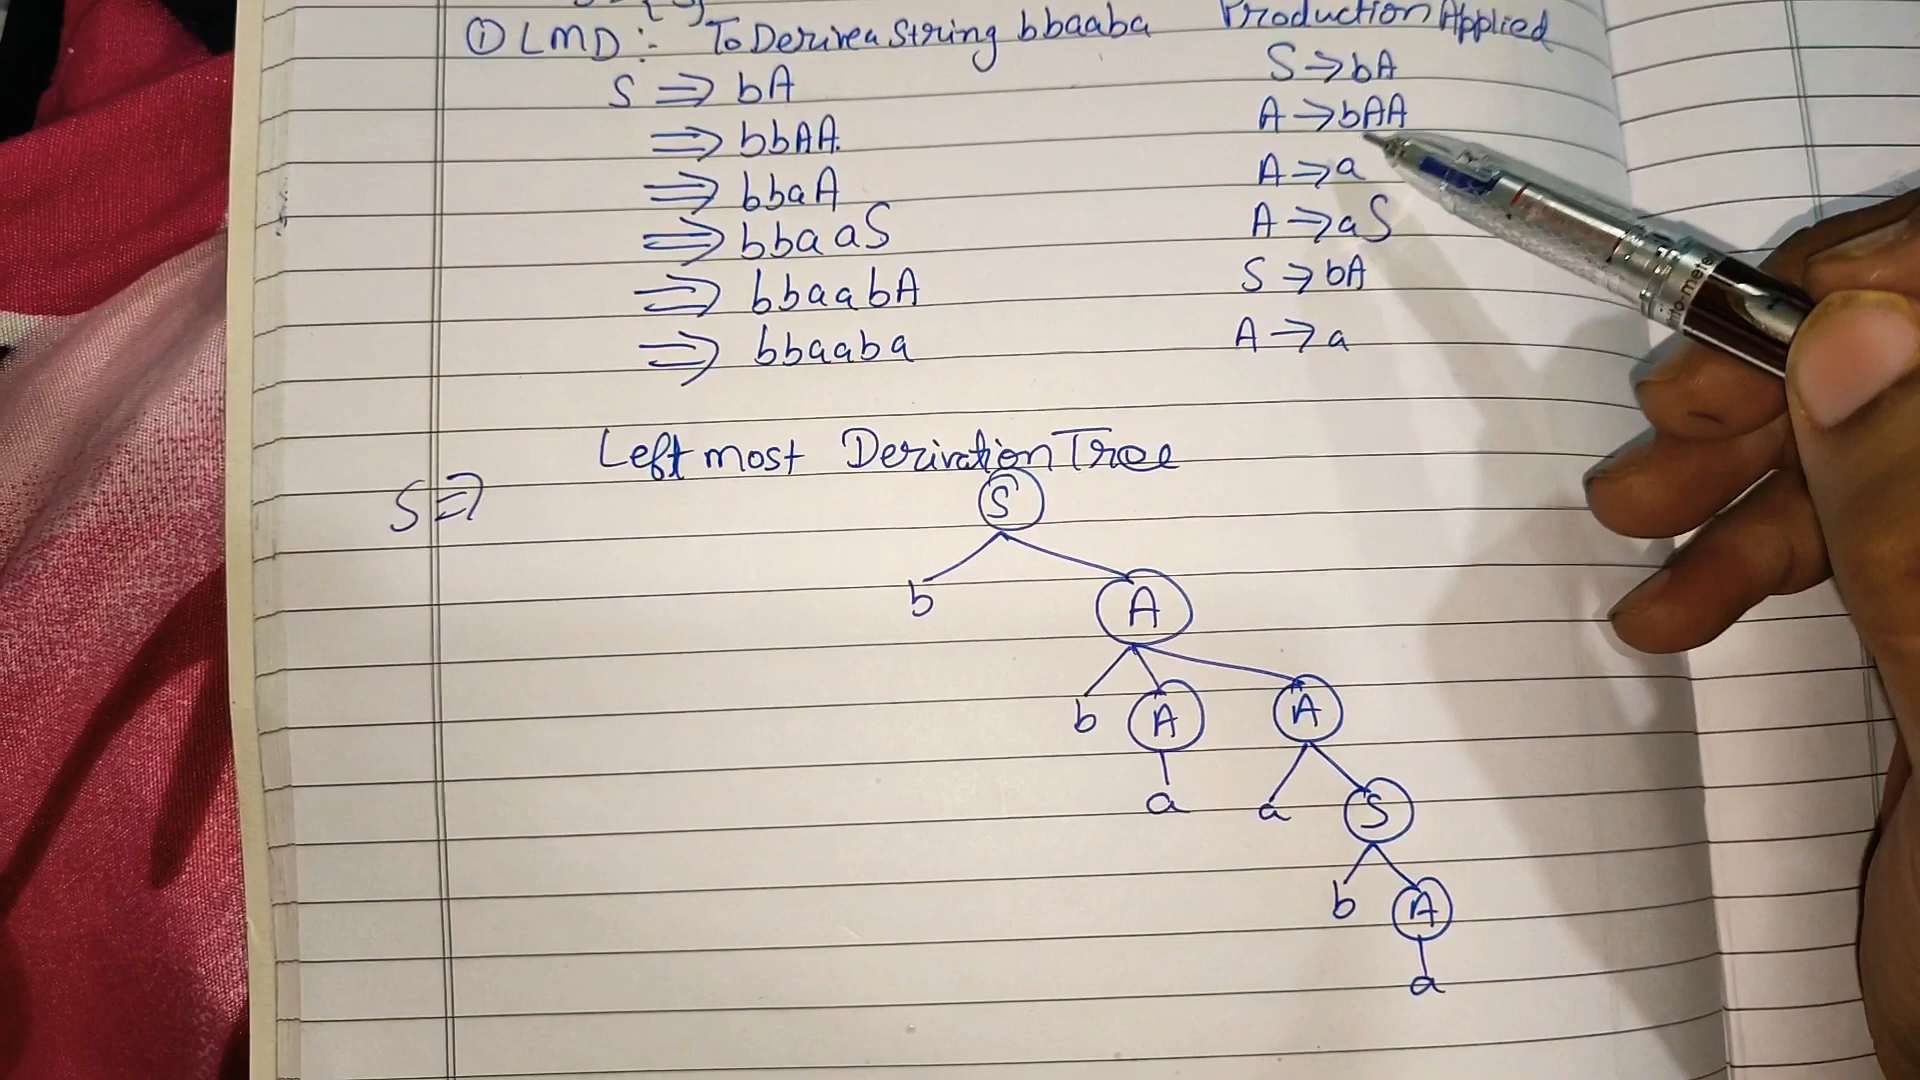 ① LMD :- To Derive a String bbaaba Production Applied
S ⇒ bA S → bA
⇒ bbAA. A → bAA
⇒ bbaA A → a
⇒ bbaaS A → aS
⇒ bbaabA S → bA
⇒ bbaaba A → a
Left most Derivation Tree
S ⇒
S
b A
b A A
a a S
b A
a